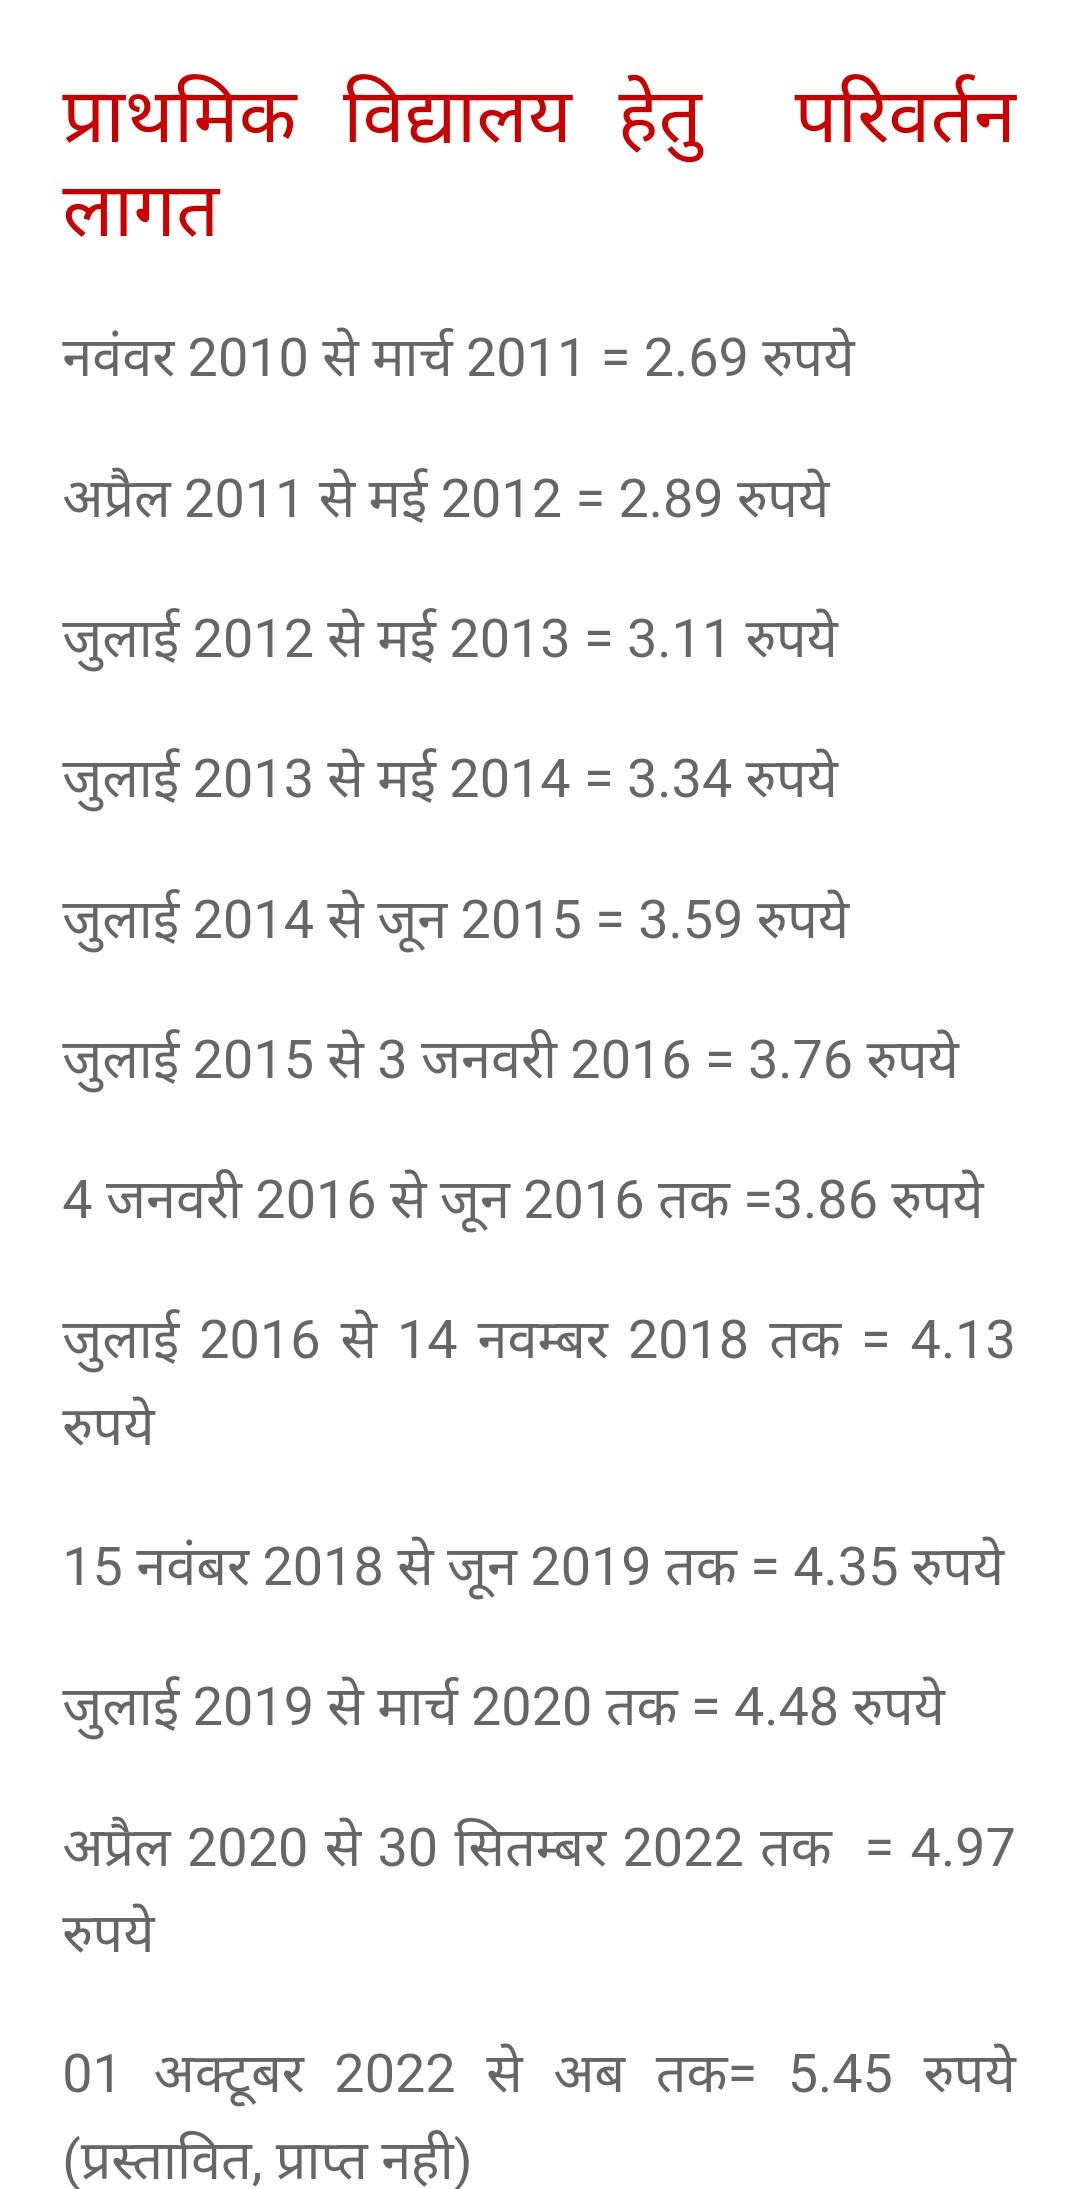 प्राथमिक विद्यालय हेतु परिवर्तन
लागत
नवंवर 2010 से मार्च 2011 = 2.69 रुपये
अप्रैल 2011 से मई 2012 = 2.89 रुपये
जुलाई 2012 से मई 2013 = 3.11 रुपये
जुलाई 2013 से मई 2014 = 3.34 रुपये
जुलाई 2014 से जून 2015 = 3.59 रुपये
जुलाई 2015 से 3 जनवरी 2016 = 3.76 रुपये
4 जनवरी 2016 से जून 2016 तक =3.86 रुपये
जुलाई 2016 से 14 नवम्बर 2018 तक = 4.13
रुपये
15 नवंबर 2018 से जून 2019 तक = 4.35 रुपये
जुलाई 2019 से मार्च 2020 तक = 4.48 रुपये
अप्रैल 2020 से 30 सितम्बर 2022 तक = 4.97
रुपये
01 अक्टूबर 2022 से अब तक= 5.45 रुपये
(प्रस्तावित, प्राप्त नही)